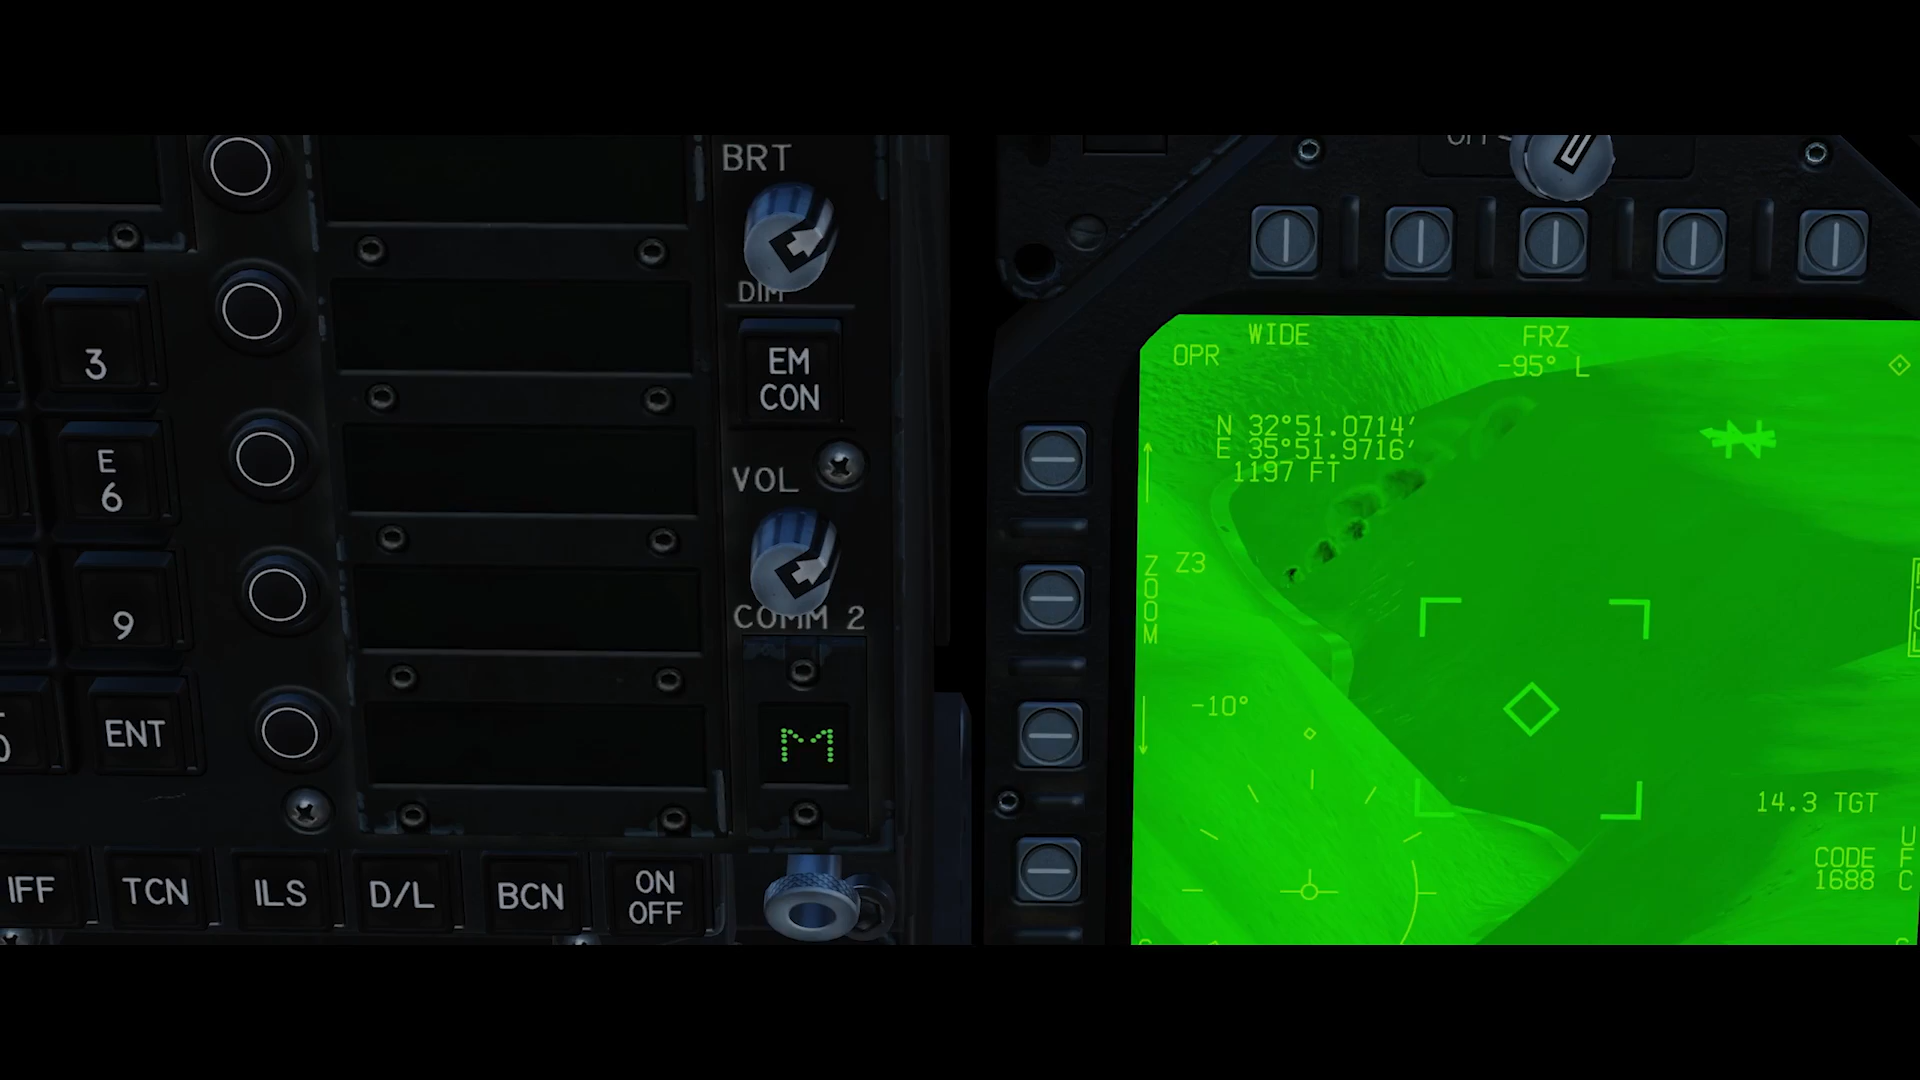 BRT
DIM
EM
CON
VOL
COMM 2
M
3
E
6
9
ENT
IFF
TCN
ILS
D/L
BCN
ON
OFF
WIDE
FRZ
OPR
-95° L
N 32°51.0714′
E 35°51.9716′
1197 FT
Z3
ZOOM
-10°
14.3 TGT
CODE
1688
UFC